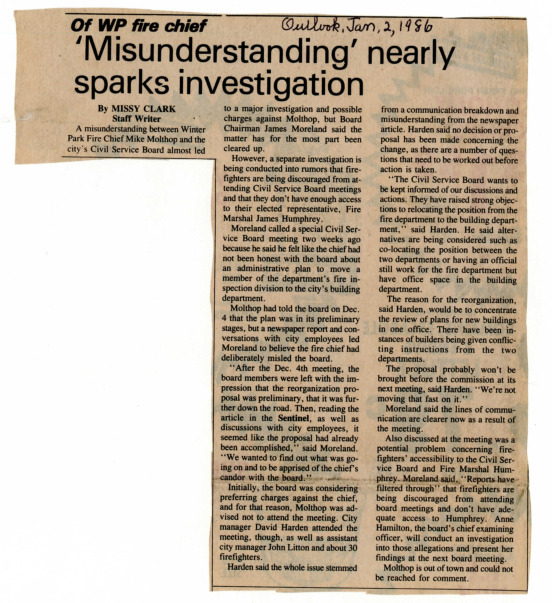 Of WP fire chief
Outlook, Jan, 2, 1986
'Misunderstanding' nearly
sparks investigation
By MISSY CLARK
Staff Writer
A misunderstanding between Winter
Park Fire Chief Mike Molthop and the
city's Civil Service Board almost led
to a major investigation and possible
charges against Molthop, but Board
Chairman James Moreland said the
matter has for the most part been
cleared up.
However, a separate investigation is
being conducted into rumors that fire-
fighters are being discouraged from at-
tending Civil Service Board meetings
and that they don't have enough access
to their elected representative, Fire
Marshal James Humphrey.
Moreland called a special Civil Ser-
vice Board meeting two weeks ago
because he said he felt like the chief had
not been honest with the board about
an administrative plan to move a
member of the department's fire in-
spection division to the city's building
department.
Molthop had told the board on Dec.
4 that the plan was in its preliminary
stages, but a newspaper report and con-
versations with city employees led
Moreland to believe the fire chief had
deliberately misled the board.
"After the Dec. 4th meeting, the
board members were left with the im-
pression that the reorganization pro-
posal was preliminary, that it was fur-
ther down the road. Then, reading the
article in the Sentinel, as well as
discussions with city employees, it
seemed like the proposal had already
been accomplished," said Moreland.
"We wanted to find out what was go-
ing on and to be apprised of the chief's
candor with the board."
Initially, the board was considering
preferring charges against the chief,
and for that reason, Molthop was ad-
vised not to attend the meeting. City
manager David Harden attended the
meeting, though, as well as assistant
city manager John Litton and about 30
firefighters.
Harden said the whole issue stemmed
from a communication breakdown and
misunderstanding from the newspaper
article. Harden said no decision or pro-
posal has been made concerning the
change, as there are a number of ques-
tions that need to be worked out before
action is taken.
"The Civil Service Board wants to
be kept informed of our discussions and
actions. They have raised strong objec-
tions to relocating the position from the
fire department to the building depart-
ment," said Harden. He said alter-
natives are being considered such as
co-locating the position between the
two departments or having an official
still work for the fire department but
have office space in the building
department.
The reason for the reorganization,
said Harden, would be to concentrate
the review of plans for new buildings
in one office. There have been in-
stances of builders being given conflic-
ting instructions from the two
departments.
The proposal probably won't be
brought before the commission at its
next meeting, said Harden. "We're not
moving that fast on it."
Moreland said the lines of commu-
nication are clearer now as a result of
the meeting.
Also discussed at the meeting was a
potential problem concerning fire-
fighters' accessibility to the Civil Ser-
vice Board and Fire Marshal Hum-
phrey. Moreland said, "Reports have
filtered through" that firefighters are
being discouraged from attending
board meetings and don't have ade-
quate access to Humphrey. Anne
Hamilton, the board's chief examining
officer, will conduct an investigation
into those allegations and present her
findings at the next board meeting.
Molthop is out of town and could not
be reached for comment.